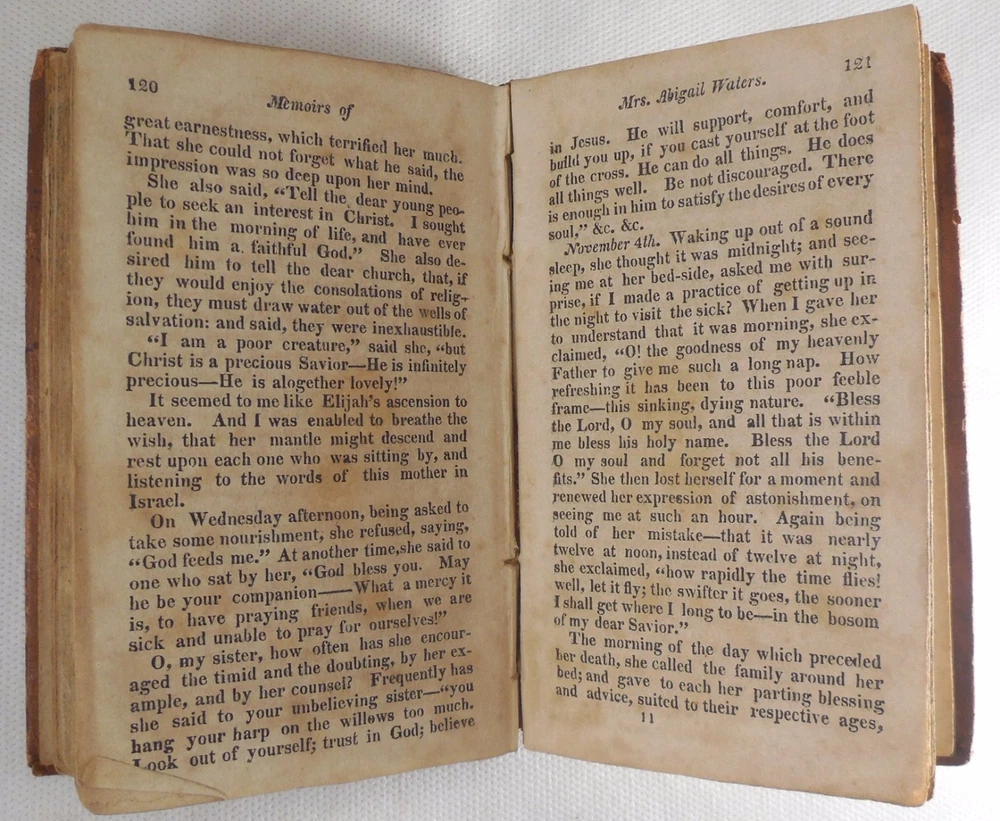 120
Memoirs of
great earnestness, which terrified her much.
That she could not forget what he said, the
impression was so deep upon her mind.
She also said, “Tell the dear young peo-
ple to seek an interest in Christ. I sought
him in the morning of life, and have ever
found him a faithful God.” She also de-
sired him to tell the dear church, that, if
they would enjoy the consolations of relig-
ion, they must draw water out of the wells of
salvation: and said, they were inexhaustible.
“I am a poor creature,” said she, “but
Christ is a precious Savior—He is infinitely
precious—He is alogether lovely!”
It seemed to me like Elijah's ascension to
heaven. And I was enabled to breathe the
wish, that her mantle might descend and
rest upon each one who was sitting by, and
listening to the words of this mother in
Israel.
On Wednesday afternoon, being asked to
take some nourishment, she refused, saying,
“God feeds me.” At another time,she said to
one who sat by her, “God bless you. May
he be your companion——What a mercy it
is, to have praying friends, when we are
sick and unable to pray for ourselves!”
O, my sister, how often has she encour-
aged the timid and the doubting, by her ex-
ample, and by her counsel? Frequently has
she said to your unbelieving sister—“you
hang your harp on the willows too much.
Look out of yourself; trust in God; believe
121
Mrs. Abigail Waters.
in Jesus. He will support, comfort, and
build you up, if you cast yourself at the foot
of the cross. He can do all things. He does
all things well. Be not discouraged. There
is enough in him to satisfy the desires of every
soul,” &c. &c.
November 4th. Waking up out of a sound
sleep, she thought it was midnight; and see-
ing me at her bed-side, asked me with sur-
prise, if I made a practice of getting up in
the night to visit the sick? When I gave her
to understand that it was morning, she ex-
claimed, “O! the goodness of my heavenly
Father to give me such a long nap. How
refreshing it has been to this poor feeble
frame—this sinking, dying nature. “Bless
the Lord, O my soul, and all that is within
me bless his holy name. Bless the Lord
O my soul and forget not all his bene-
fits.” She then lost herself for a moment and
renewed her expression of astonishment, on
seeing me at such an hour. Again being
told of her mistake—that it was nearly
twelve at noon, instead of twelve at night,
she exclaimed, “how rapidly the time flies!
well, let it fly; the swifter it goes, the sooner
I shall get where I long to be—in the bosom
of my dear Savior.”
The morning of the day which preceded
her death, she called the family around her
bed; and gave to each her parting blessing
and advice, suited to their respective ages,
11